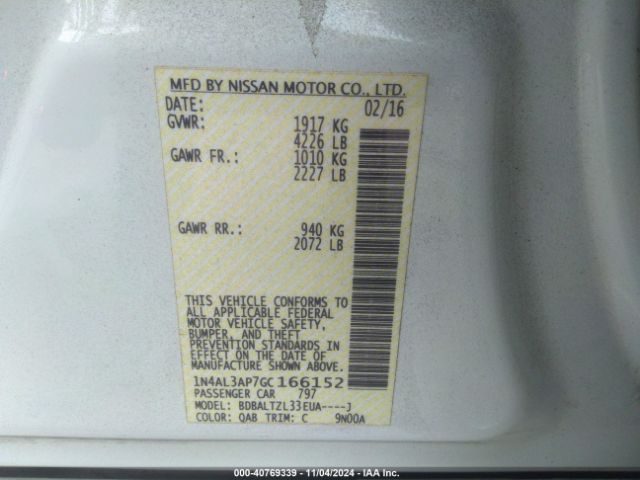 MFD BY NISSAN MOTOR CO., LTD.
DATE: 02/16
GVWR: 1917 KG
4226 LB
GAWR FR.: 1010 KG
2227 LB
GAWR RR.: 940 KG
2072 LB
THIS VEHICLE CONFORMS TO
ALL APPLICABLE FEDERAL
MOTOR VEHICLE SAFETY,
BUMPER, AND THEFT
PREVENTION STANDARDS IN
EFFECT ON THE DATE OF
MANUFACTURE SHOWN ABOVE.
1N4AL3AP7GC166152
PASSENGER CAR 797
MODEL: BDBALTZL33EUA----J
COLOR: QAB TRIM: C 9N00A
000-40769339 - 11/04/2024 - IAA Inc.